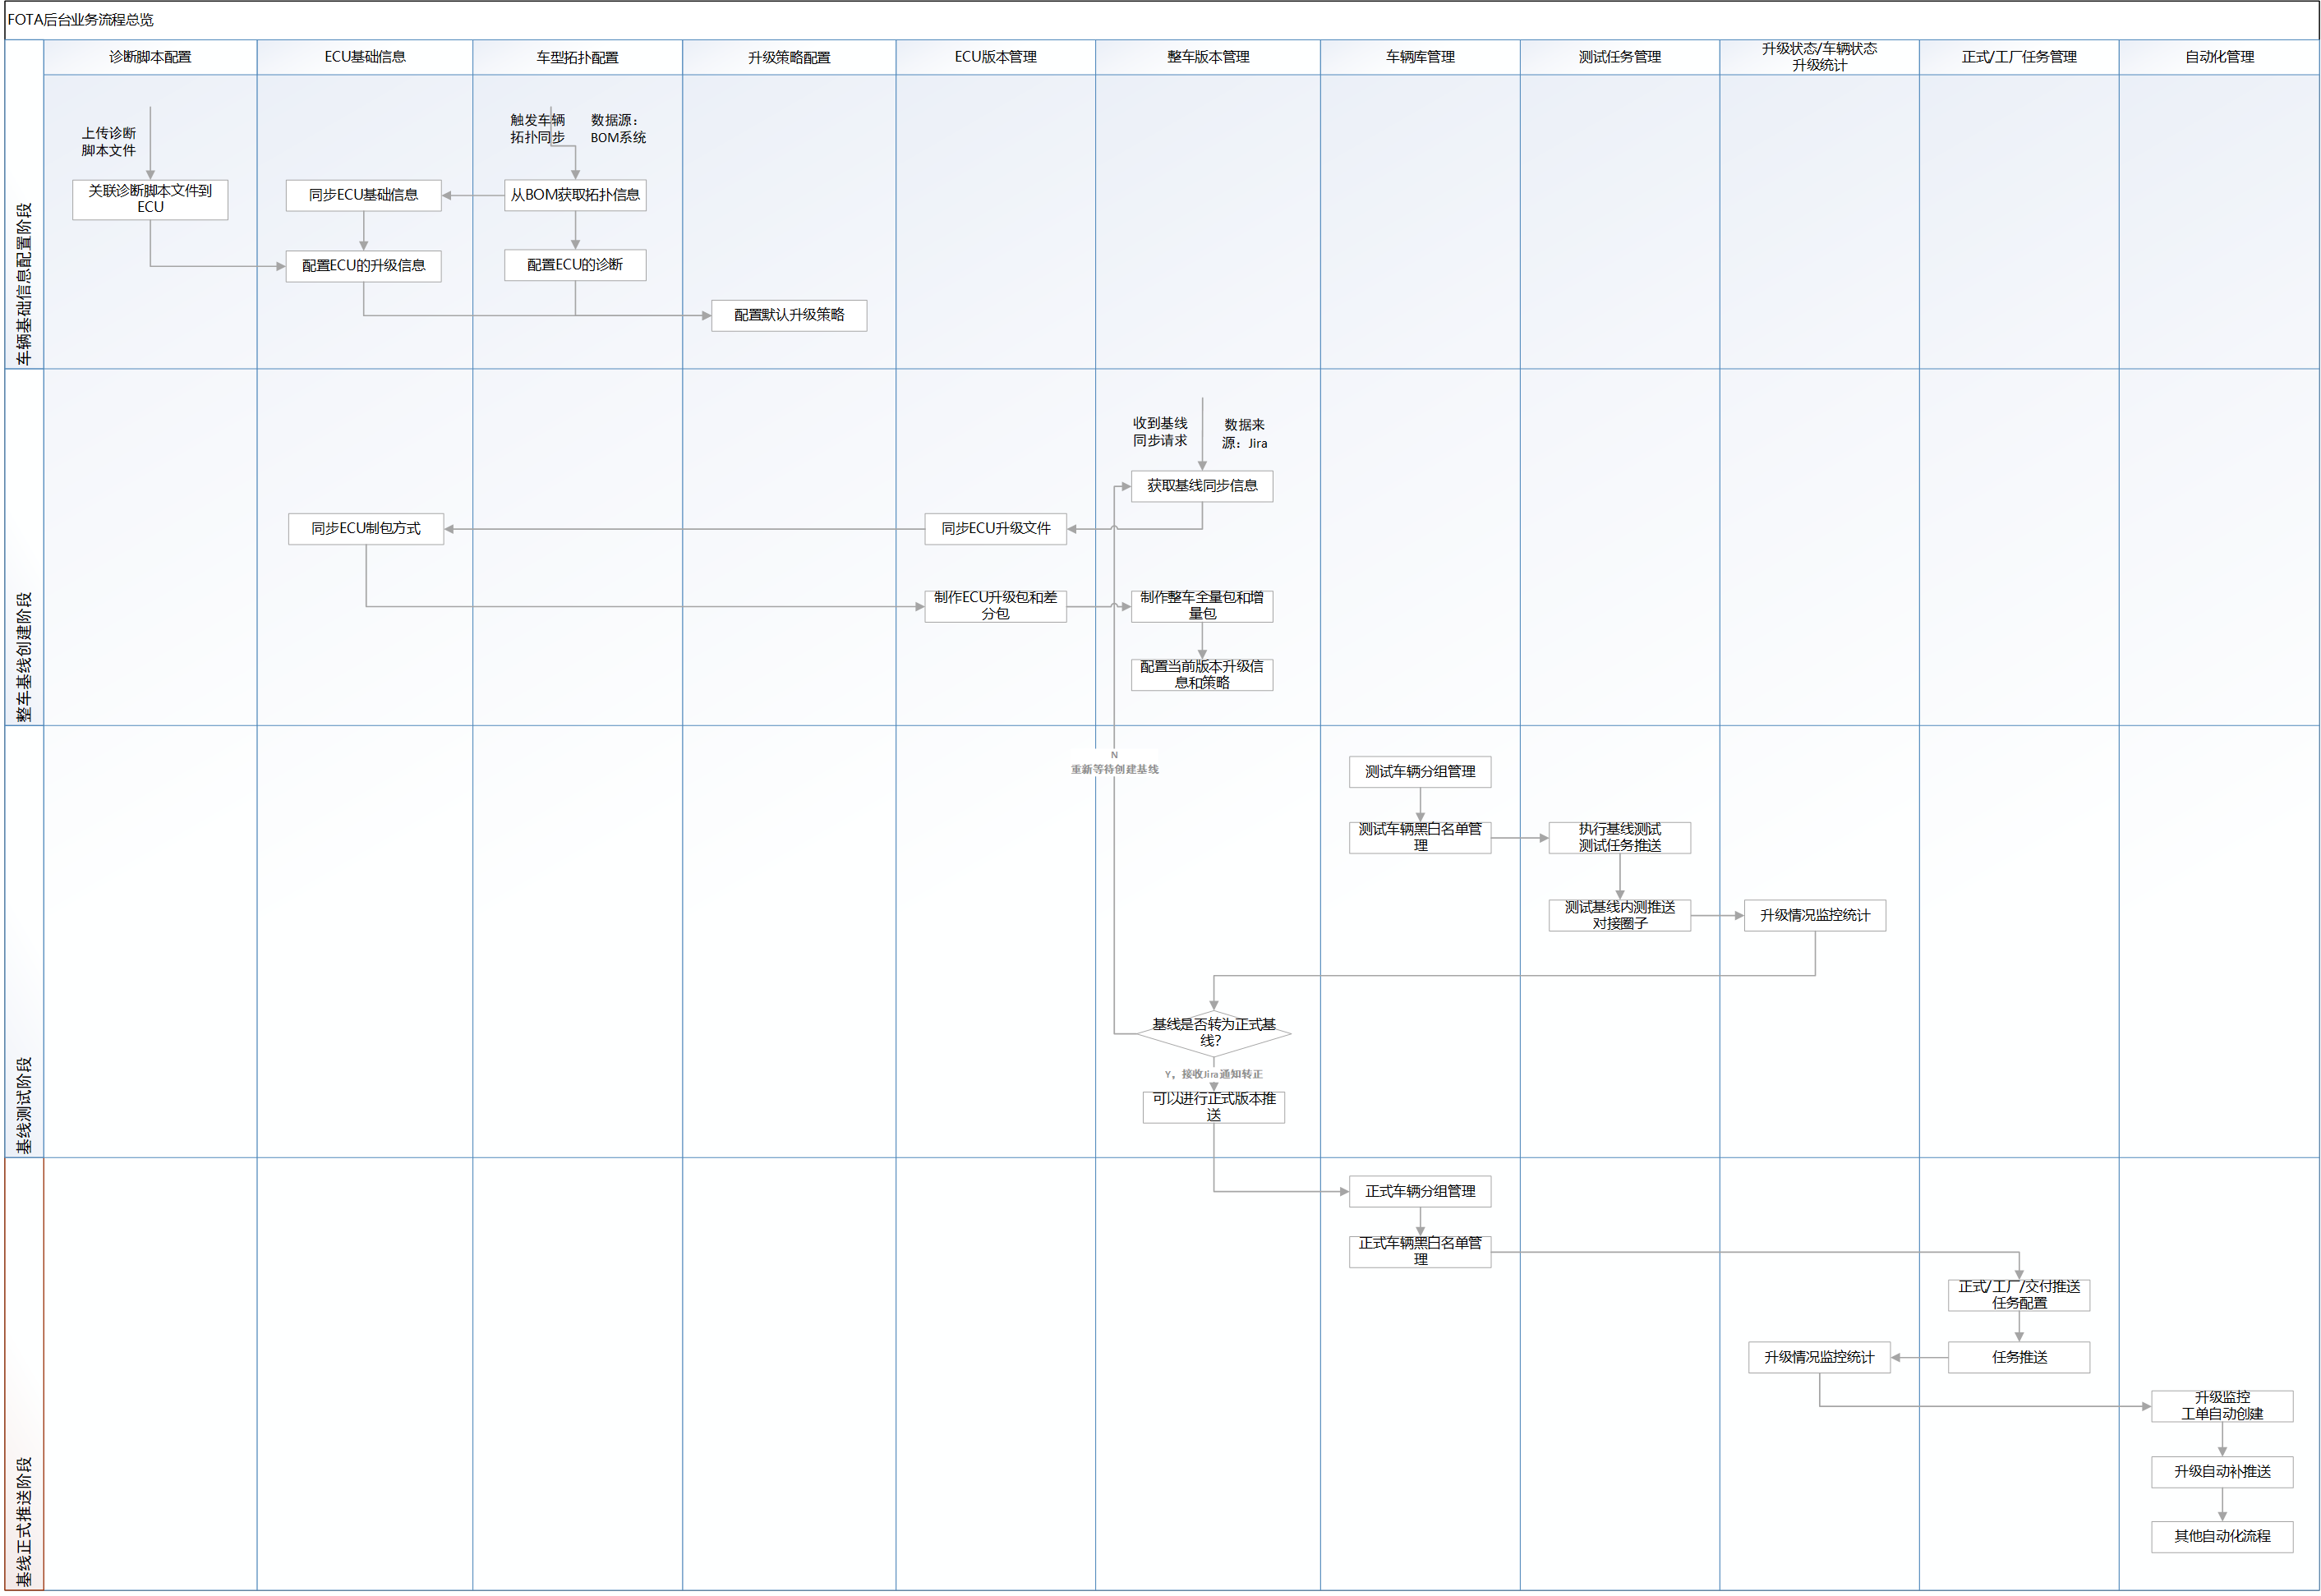 FOTA后台业务流程总览
诊断脚本配置
ECU基础信息
车型拓扑配置
升级策略配置
ECU版本管理
整车版本管理
车辆库管理
测试任务管理
升级状态/车辆状态
升级统计
正式/工厂任务管理
自动化管理
车辆基础信息配置阶段
上传诊断
脚本文件
触发车辆
拓扑同步
数据源：
BOM系统
关联诊断脚本文件到
ECU
同步ECU基础信息
从BOM获取拓扑信息
配置ECU的升级信息
配置ECU的诊断
配置默认升级策略
整车基线创建阶段
收到基线
同步请求
数据来
源：Jira
获取基线同步信息
同步ECU制包方式
同步ECU升级文件
制作ECU升级包和差
分包
制作整车全量包和增
量包
配置当前版本升级信
息和策略
基线测试阶段
N
重新等待创建基线
测试车辆分组管理
测试车辆黑白名单管
理
执行基线测试
测试任务推送
测试基线内测推送
对接圈子
升级情况监控统计
基线是否转为正式基
线？
Y，接收Jira通知转正
可以进行正式版本推
送
基线正式推送阶段
正式车辆分组管理
正式车辆黑白名单管
理
正式/工厂/交付推送
任务配置
升级情况监控统计
任务推送
升级监控
工单自动创建
升级自动补推送
其他自动化流程